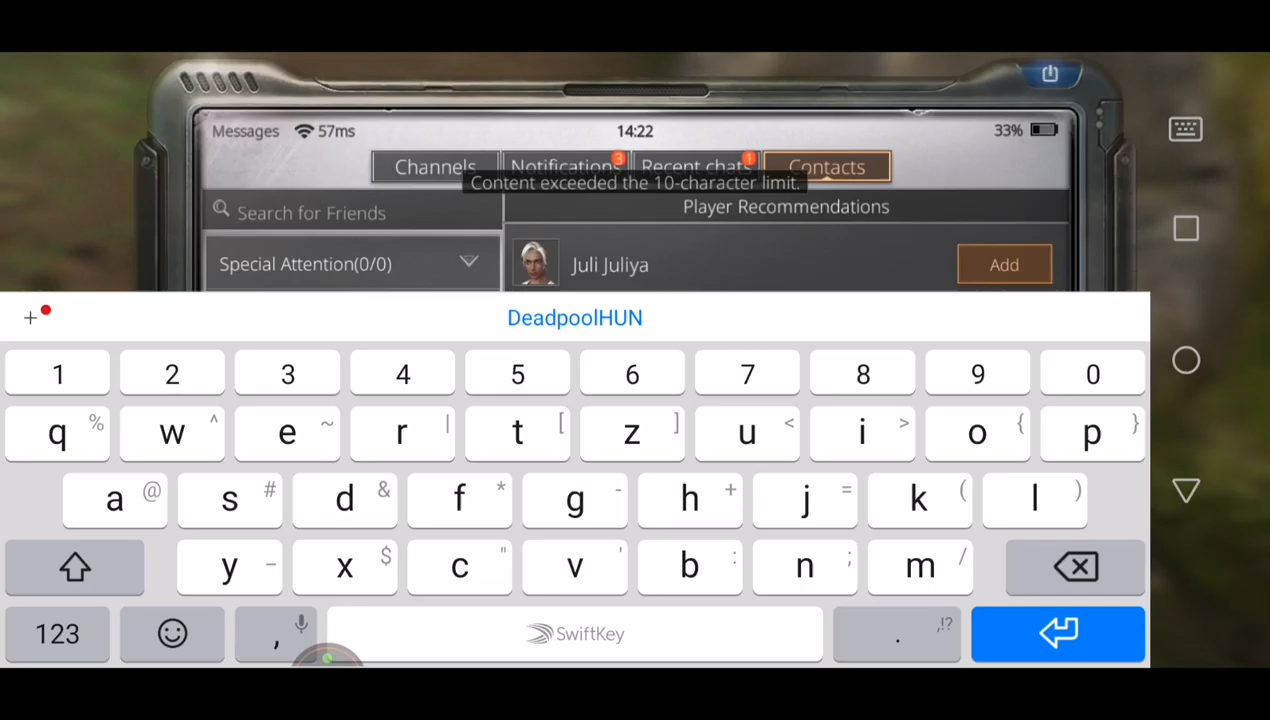 Messages 57ms 14:22 33%
Channels Notifications 3 Recent chats 1 Contacts
Content exceeded the 10-character limit.
Search for Friends Player Recommendations
Special Attention(0/0) Juli Juliya Add
+ DeadpoolHUN
1 2 3 4 5 6 7 8 9 0
q % w ^ e ~ r | t [ z ] u < i > o { p }
a @ s # d & f * g - h + j = k ( l )
y _ x $ c " v ' b : n ; m /
123 , SwiftKey . ,!?